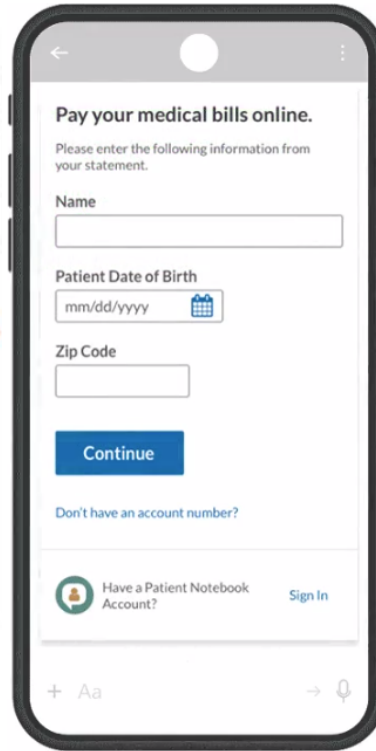 Pay your medical bills online.
Please enter the following information from
your statement.
Name
Patient Date of Birth
mm/dd/yyyy
Zip Code
Continue
Don't have an account number?
Have a Patient Notebook
Account?
Sign In
+ Aa